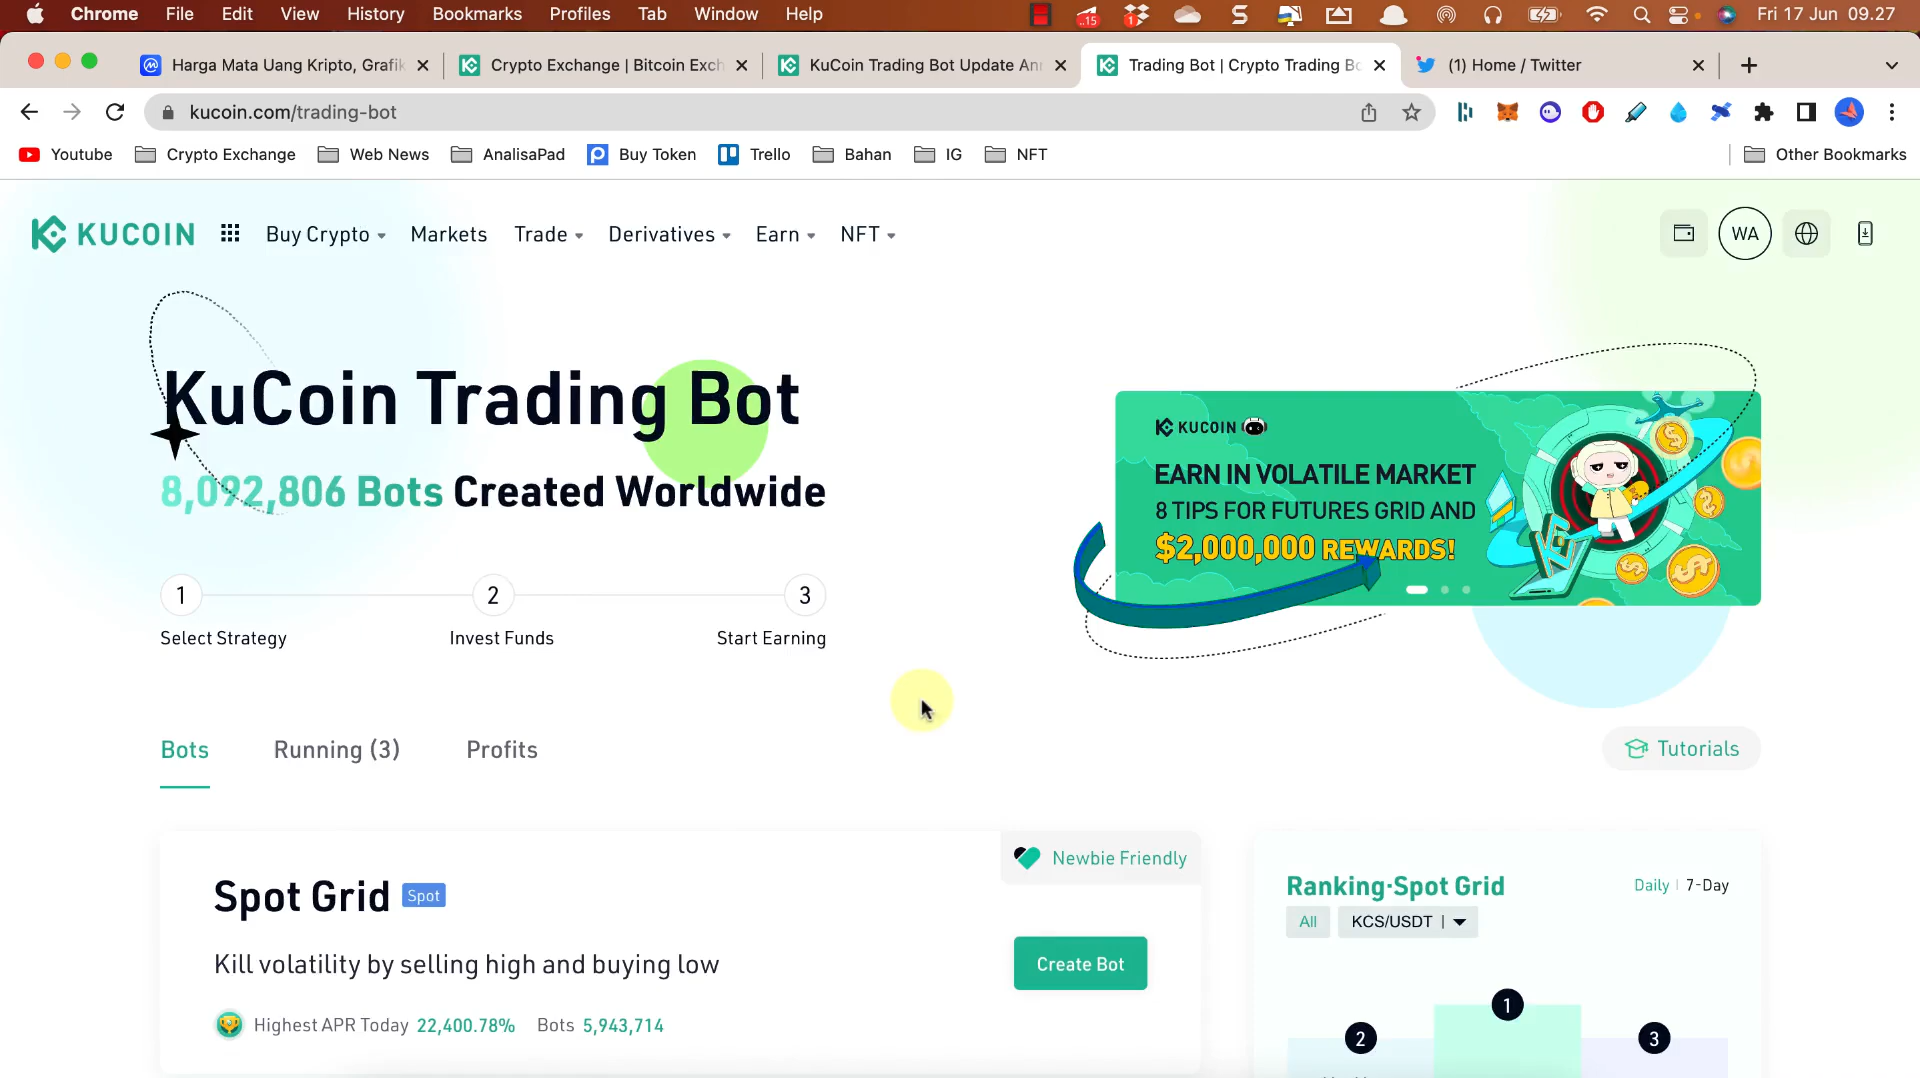 Chrome File Edit View History Bookmarks Profiles Tab Window Help
..15 1 S Fri 17 Jun 09.27
Harga Mata Uang Kripto, Grafik
Crypto Exchange | Bitcoin Exch
KuCoin Trading Bot Update Ann
Trading Bot | Crypto Trading Bo
(1) Home / Twitter
kucoin.com/trading-bot
Youtube Crypto Exchange Web News AnalisaPad Buy Token Trello Bahan IG NFT Other Bookmarks
KUCOIN Buy Crypto Markets Trade Derivatives Earn NFT WA
KuCoin Trading Bot
8,092,806 Bots Created Worldwide
1 2 3
Select Strategy Invest Funds Start Earning
KUCOIN
EARN IN VOLATILE MARKET
8 TIPS FOR FUTURES GRID AND
$2,000,000 REWARDS!
Bots Running (3) Profits Tutorials
Newbie Friendly
Spot Grid Spot
Kill volatility by selling high and buying low
Create Bot
Highest APR Today 22,400.78% Bots 5,943,714
Ranking·Spot Grid Daily | 7-Day
All KCS/USDT |
1
2 3